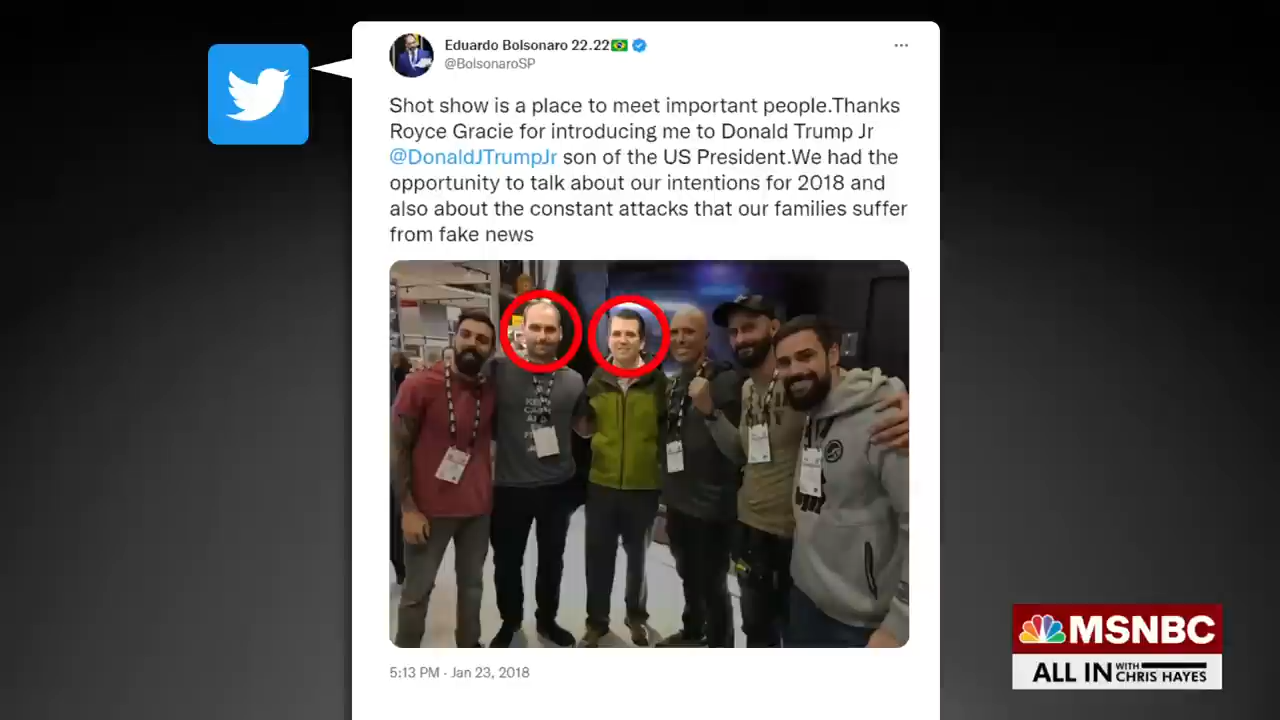 Eduardo Bolsonaro 22.22
@BolsonaroSP
Shot show is a place to meet important people.Thanks
Royce Gracie for introducing me to Donald Trump Jr
@DonaldJTrumpJr son of the US President.We had the
opportunity to talk about our intentions for 2018 and
also about the constant attacks that our families suffer
from fake news
5:13 PM · Jan 23, 2018
MSNBC
ALL IN WITH CHRIS HAYES